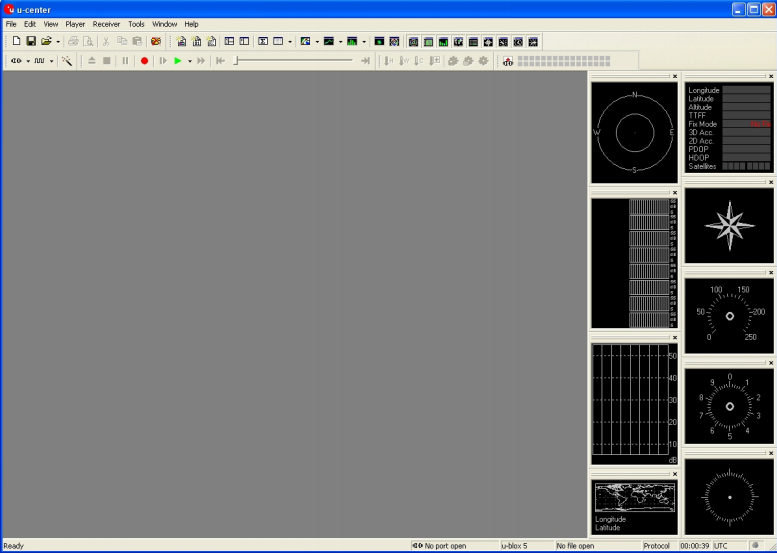 u u-center
File Edit View Player Receiver Tools Window Help
N
W E
S
Longitude
Latitude
Altitude
TTFF
Fix Mode
3D Acc.
2D Acc.
PDOP
HDOP
Satellites
50
40
30
20
10
dB
Longitude
Latitude
100 150
50 200
0 250
0
9 1
8 2
7 3
6 4
5
Ready No port open u-blox 5 No file open Protocol 00:00:39 UTC